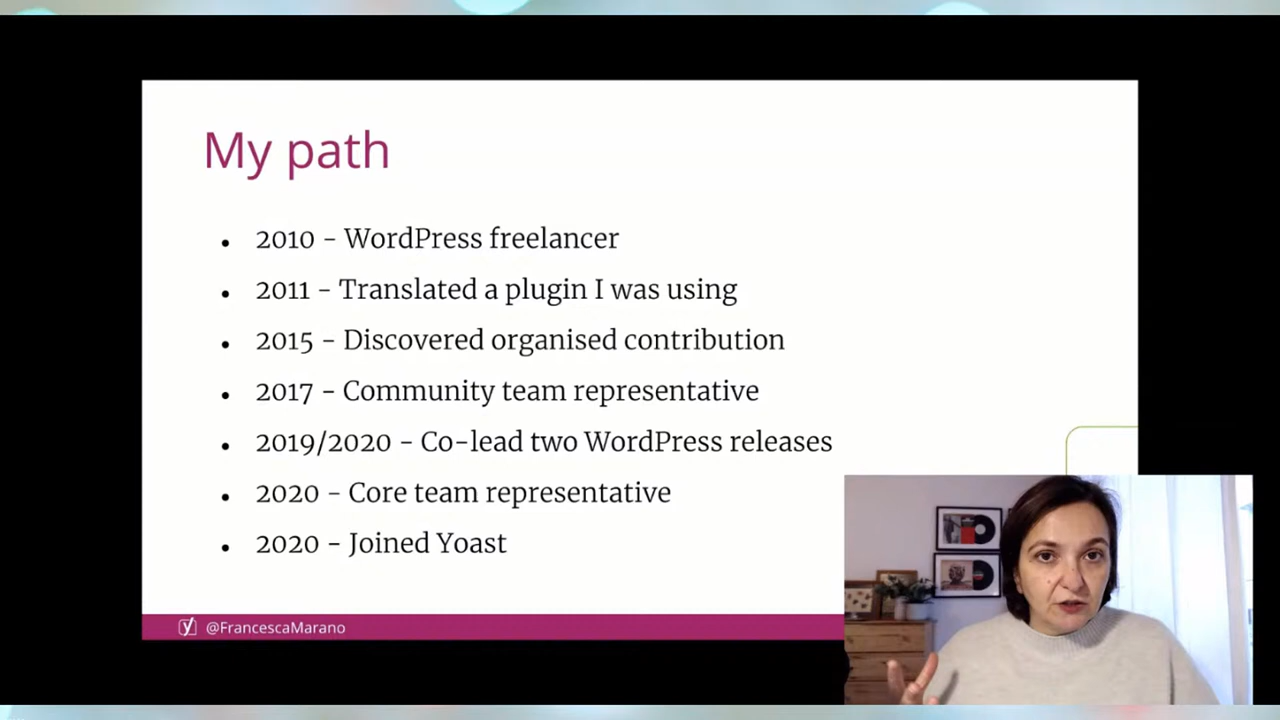 My path
2010 - WordPress freelancer
2011 - Translated a plugin I was using
2015 - Discovered organised contribution
2017 - Community team representative
2019/2020 - Co-lead two WordPress releases
2020 - Core team representative
2020 - Joined Yoast
@FrancescaMarano